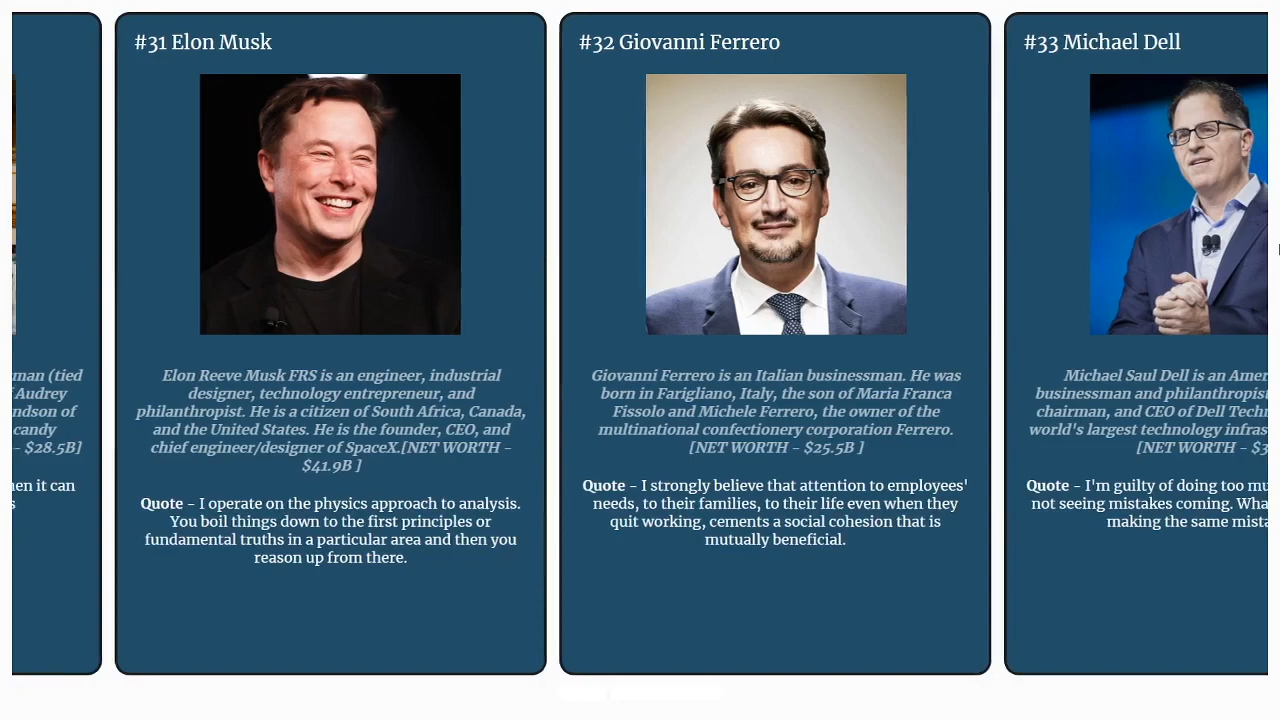 man (tied
Audrey
ndson of
candy
– $28.5B]
en it can
#31 Elon Musk
Elon Reeve Musk FRS is an engineer, industrial
designer, technology entrepreneur, and
philanthropist. He is a citizen of South Africa, Canada,
and the United States. He is the founder, CEO, and
chief engineer/designer of SpaceX.[NET WORTH –
$41.9B ]
Quote – I operate on the physics approach to analysis.
You boil things down to the first principles or
fundamental truths in a particular area and then you
reason up from there.
#32 Giovanni Ferrero
Giovanni Ferrero is an Italian businessman. He was
born in Farigliano, Italy, the son of Maria Franca
Fissolo and Michele Ferrero, the owner of the
multinational confectionery corporation Ferrero.
[NET WORTH – $25.5B ]
Quote – I strongly believe that attention to employees'
needs, to their families, to their life even when they
quit working, cements a social cohesion that is
mutually beneficial.
#33 Michael Dell
Michael Saul Dell is an Amer
businessman and philanthropist
chairman, and CEO of Dell Techn
world's largest technology infras
[NET WORTH – $3
Quote – I'm guilty of doing too mu
not seeing mistakes coming. Wha
making the same mista